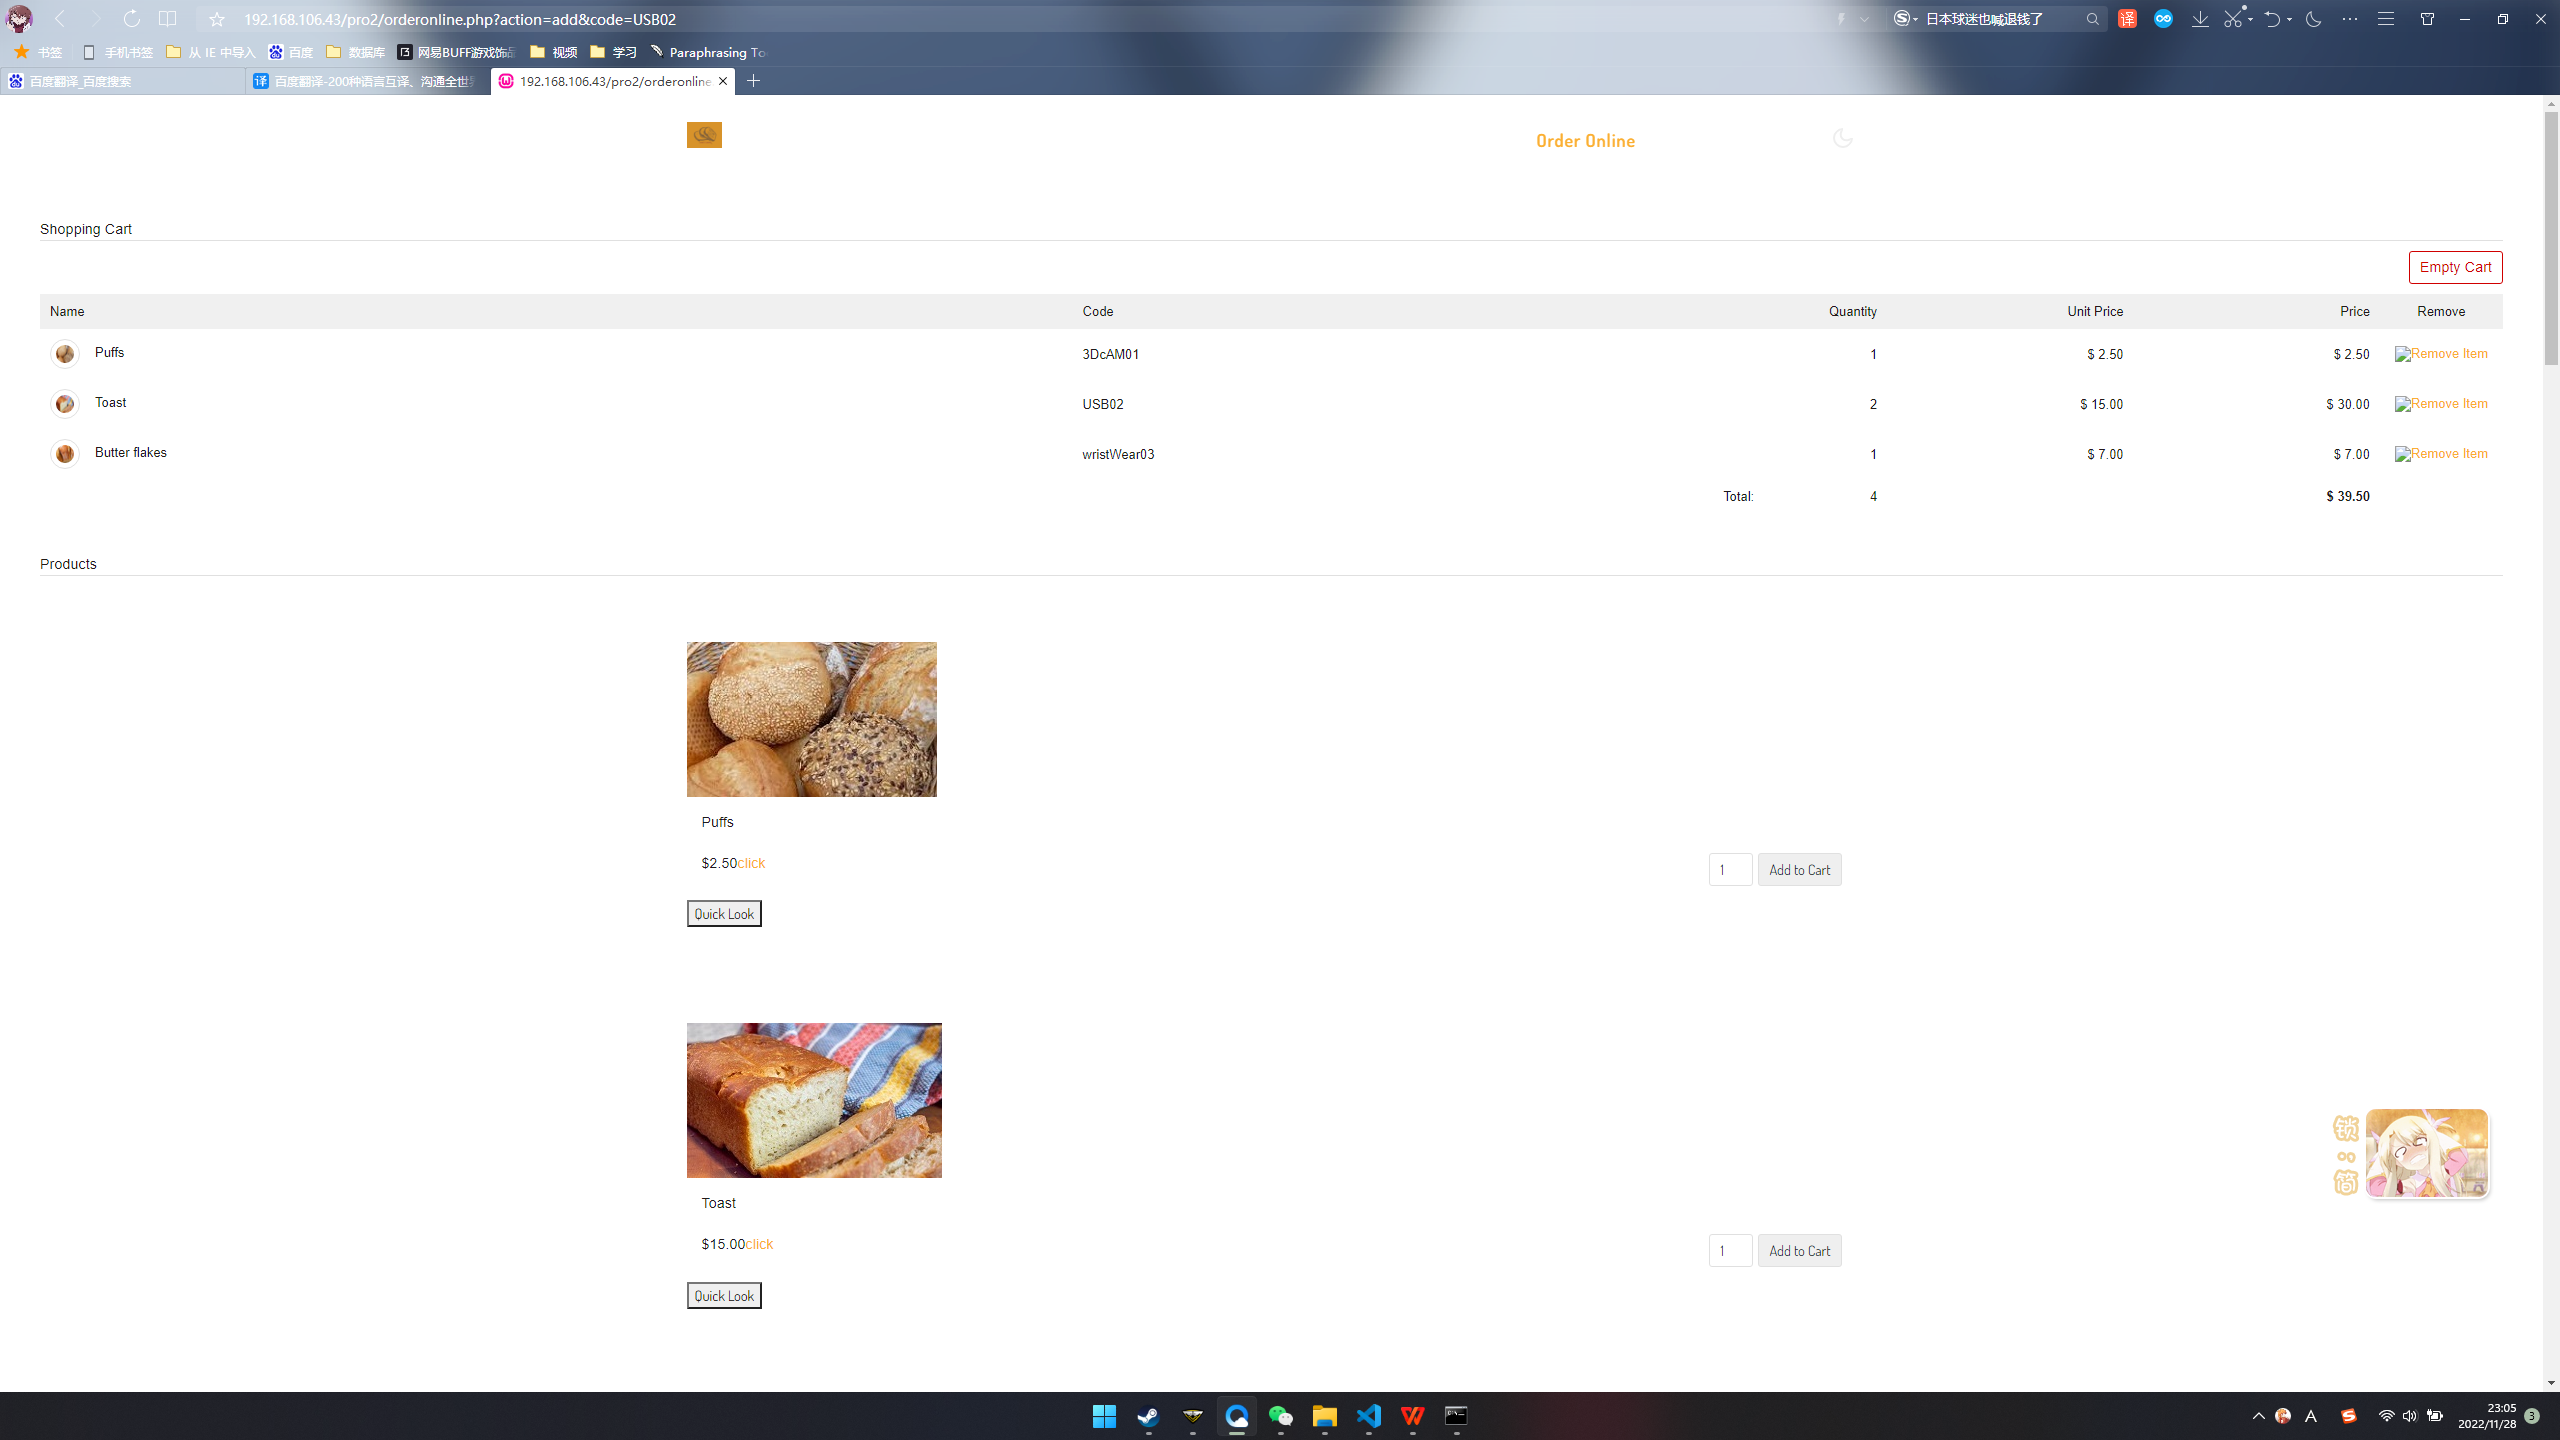 192.168.106.43/pro2/orderonline.php?action=add&code=USB02
日本球迷也喊退钱了
译
书签
手机书签
从 IE 中导入
百度
数据库
网易BUFF游戏饰品
视频
学习
Paraphrasing To
百度翻译_百度搜索
译
百度翻译-200种语言互译、沟通全世界
192.168.106.43/pro2/orderonline
Order Online
Shopping Cart
Empty Cart
Name Code Quantity Unit Price Price Remove
Puffs 3DcAM01 1 $ 2.50 $ 2.50 Remove Item
Toast USB02 2 $ 15.00 $ 30.00 Remove Item
Butter flakes wristWear03 1 $ 7.00 $ 7.00 Remove Item
Total: 4 $ 39.50
Products
Puffs
$2.50click
1 Add to Cart
Quick Look
锁
简
Toast
$15.00click
1 Add to Cart
Quick Look
A
23:05
2022/11/28
3